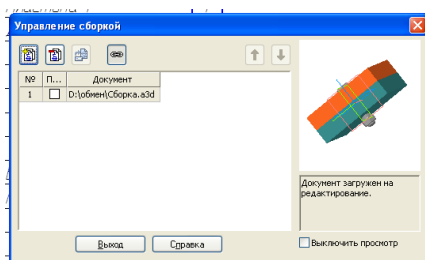 Управление сборкой
№ П... Документ
1 D:\обмен\Сборка.a3d
Документ загружен на
редактирование.
Выход Справка Выключить просмотр